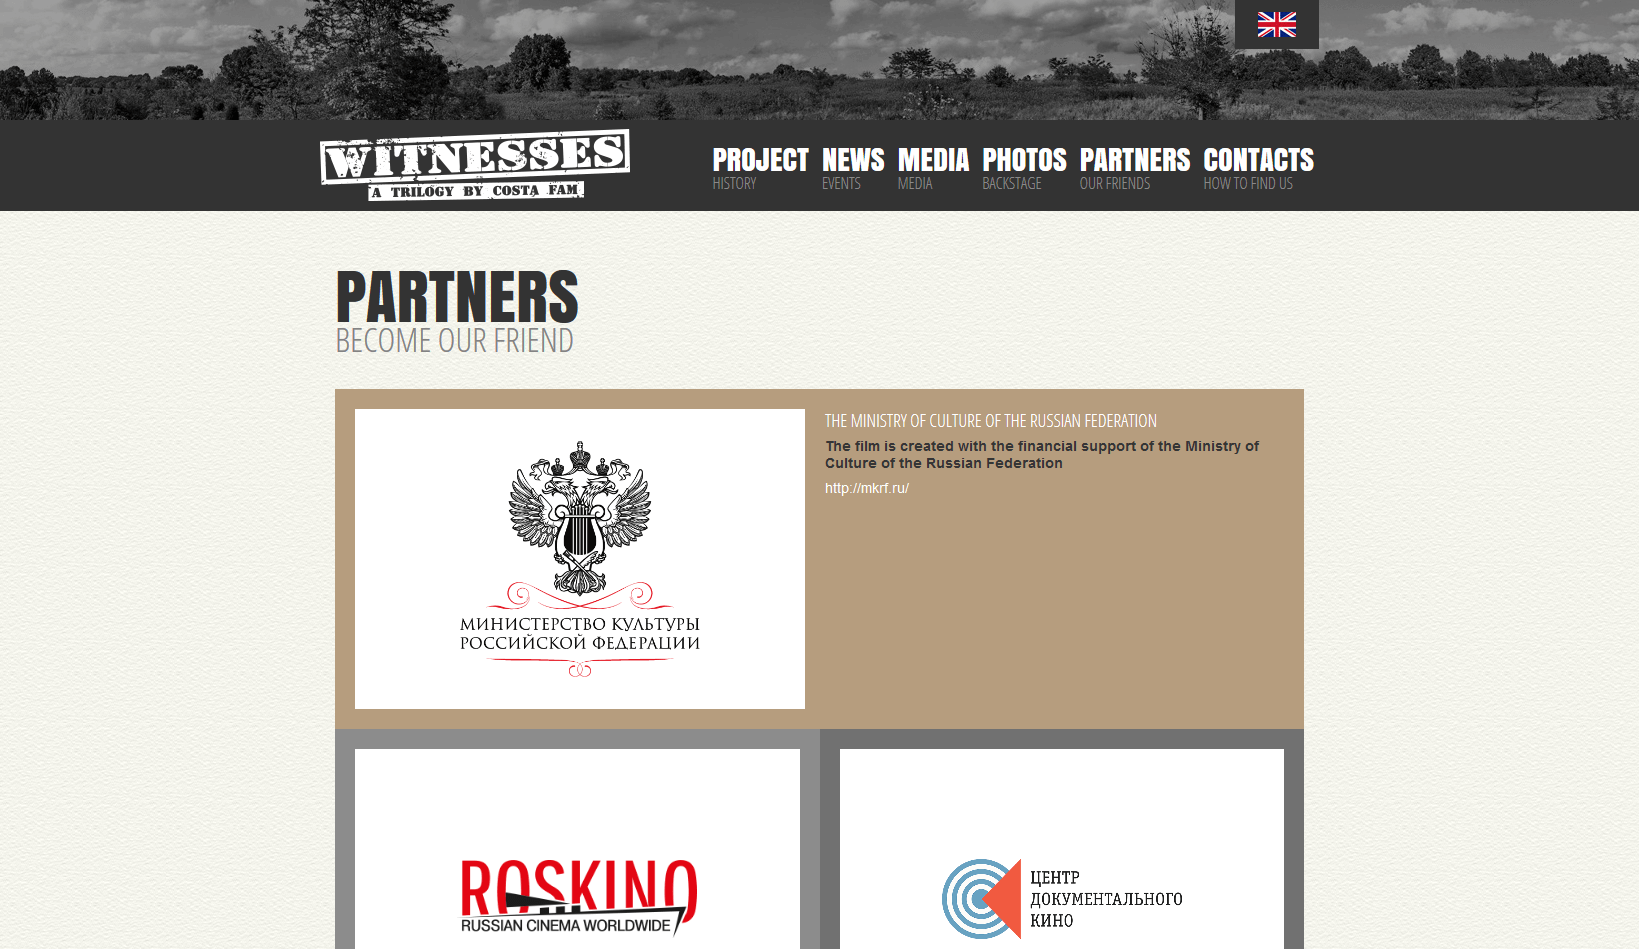 WITNESSES
A TRILOGY BY COSTA FAM
PROJECT NEWS MEDIA PHOTOS PARTNERS CONTACTS
HISTORY EVENTS MEDIA BACKSTAGE OUR FRIENDS HOW TO FIND US
PARTNERS
BECOME OUR FRIEND
THE MINISTRY OF CULTURE OF THE RUSSIAN FEDERATION
The film is created with the financial support of the Ministry of
Culture of the Russian Federation
http://mkrf.ru/
МИНИСТЕРСТВО КУЛЬТУРЫ
РОССИЙСКОЙ ФЕДЕРАЦИИ
ROSKINO
RUSSIAN CINEMA WORLDWIDE
ЦЕНТР
ДОКУМЕНТАЛЬНОГО
КИНО